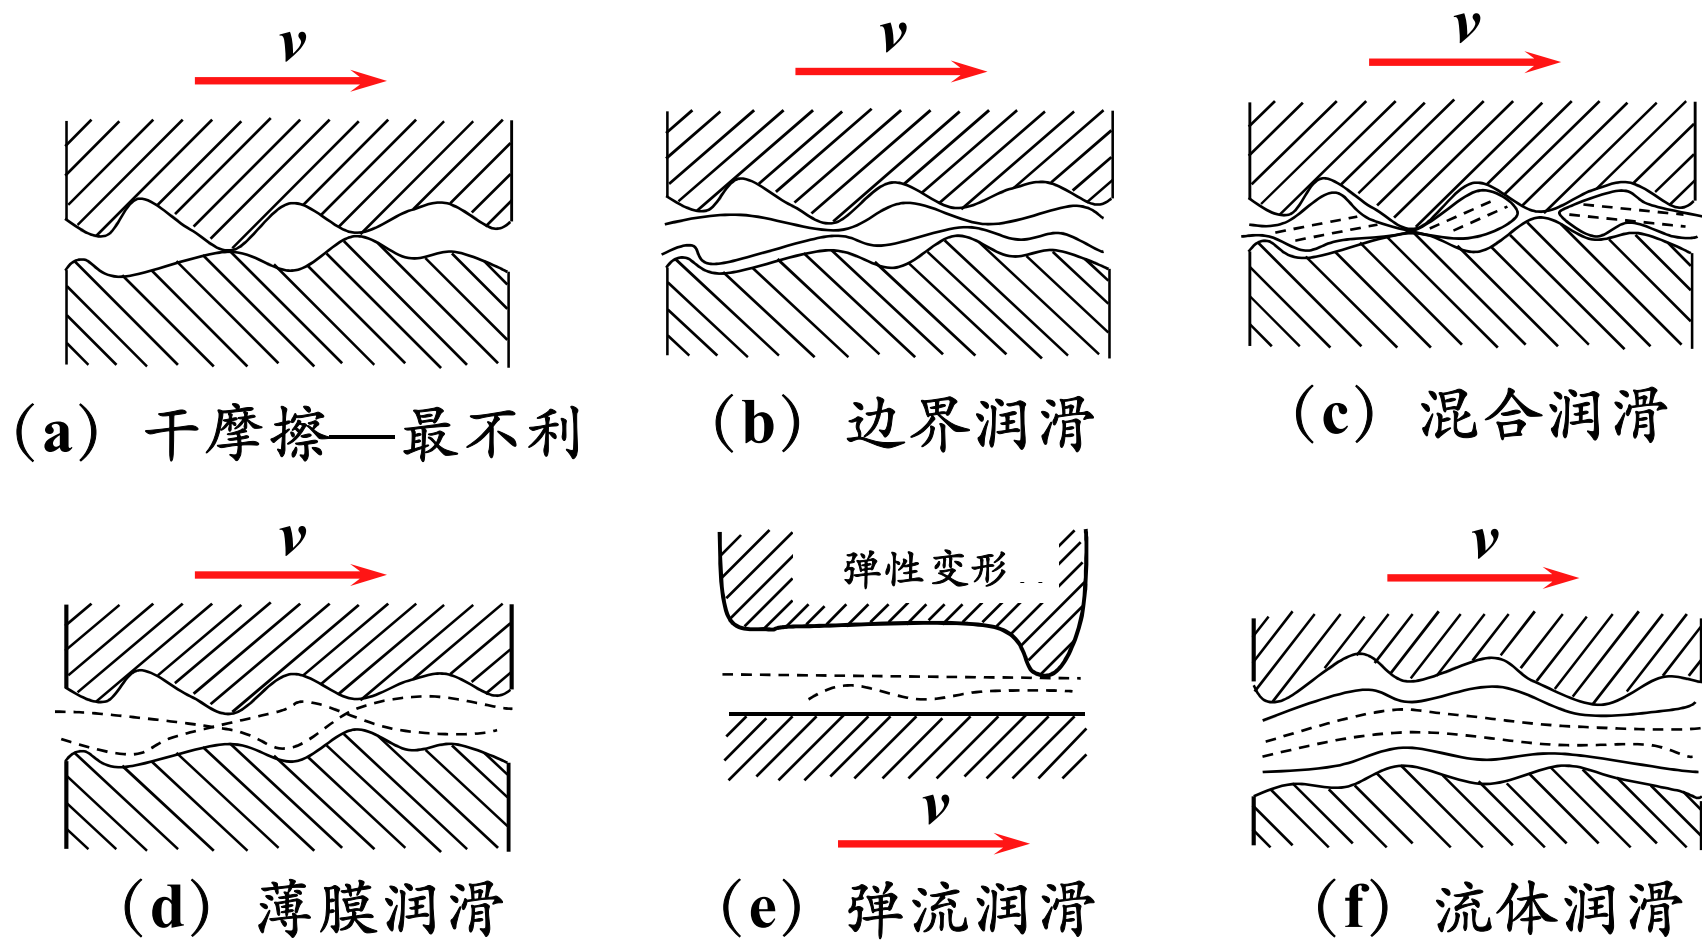 v
v
v
(a) 干摩擦—最不利
(b) 边界润滑
(c) 混合润滑
v
弹性变形
v
v
(d) 薄膜润滑
(e) 弹流润滑
(f) 流体润滑